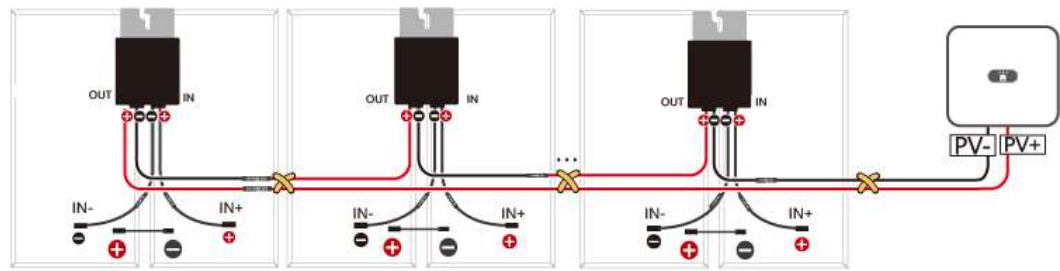 OUT IN
OUT IN
OUT IN
+ − − +
+ − − +
+ − − +
...
PV- PV+
IN- IN+
IN- IN+
IN- IN+
− +
− +
− +
+ −
+ −
+ −